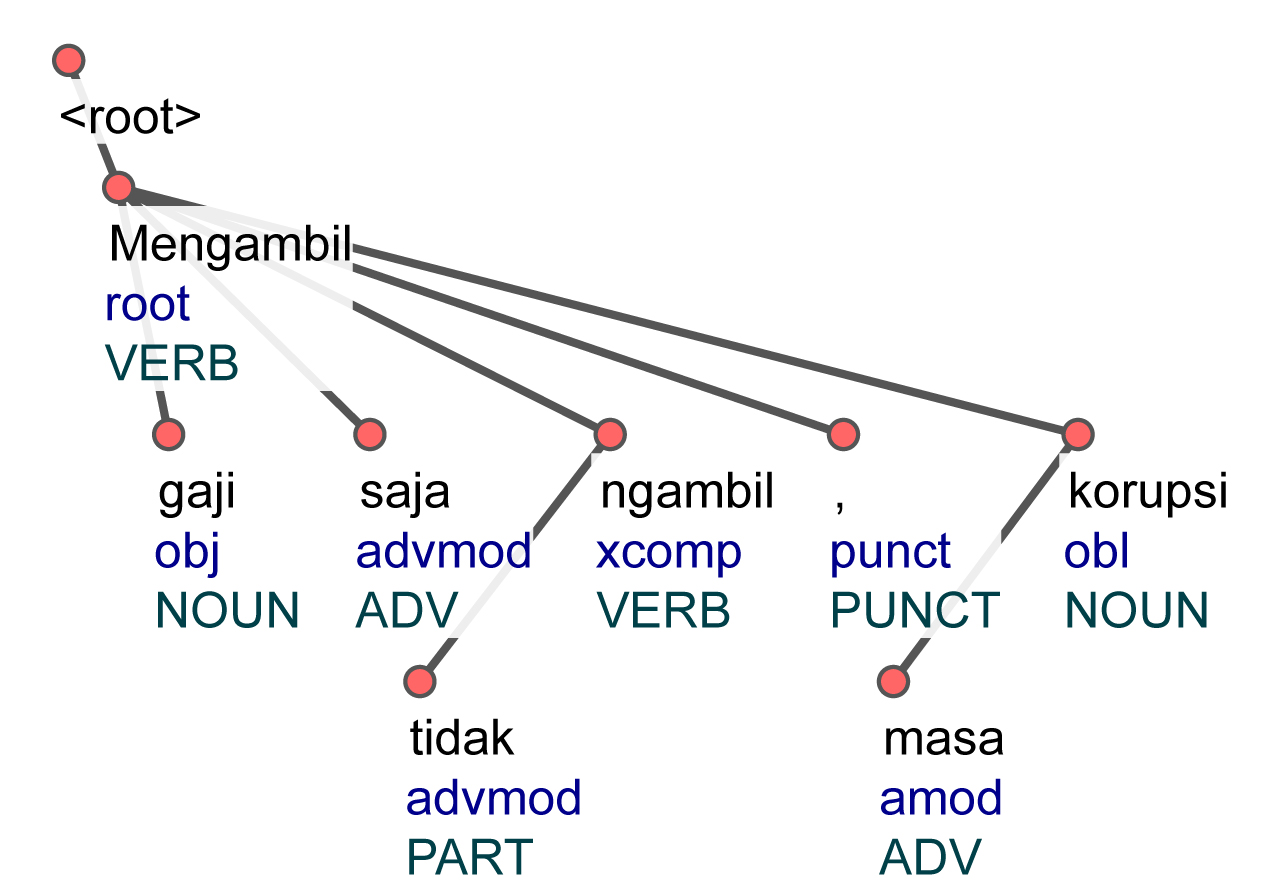 <root>
Mengambil
root
VERB
gaji saja ngambil , korupsi
obj advmod xcomp punct obl
NOUN ADV VERB PUNCT NOUN
tidak masa
advmod amod
PART ADV